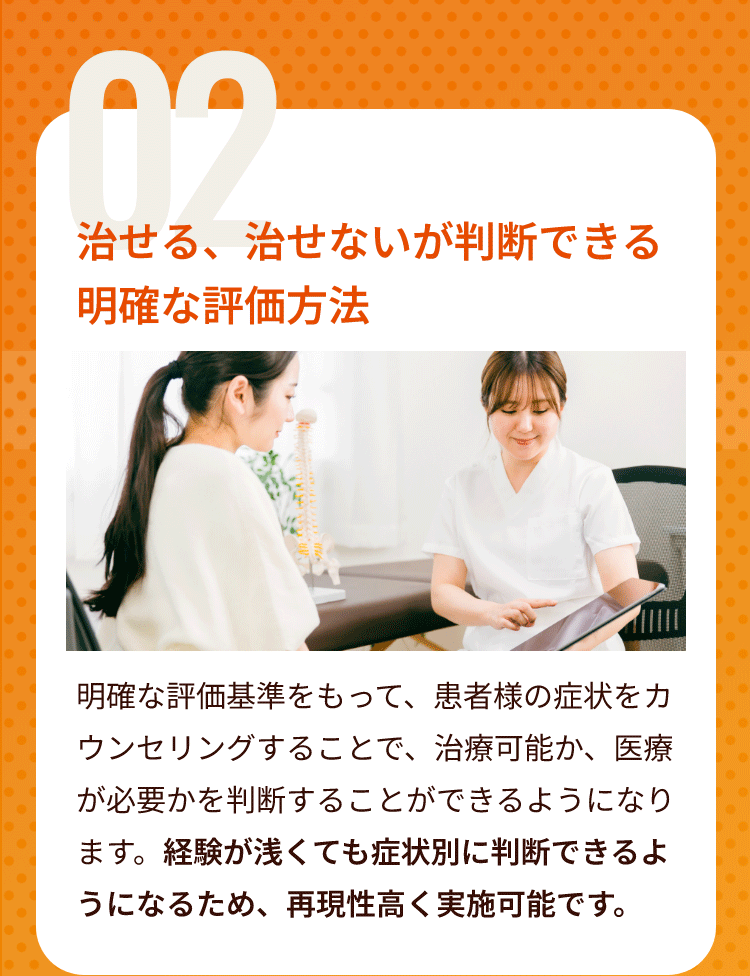 02
治せる、治せないが判断できる
明確な評価方法
明確な評価基準をもって、患者様の症状をカ
ウンセリングすることで、治療可能か、医療
が必要かを判断することができるようになり
ます。経験が浅くても症状別に判断できるよ
うになるため、再現性高く実施可能です。